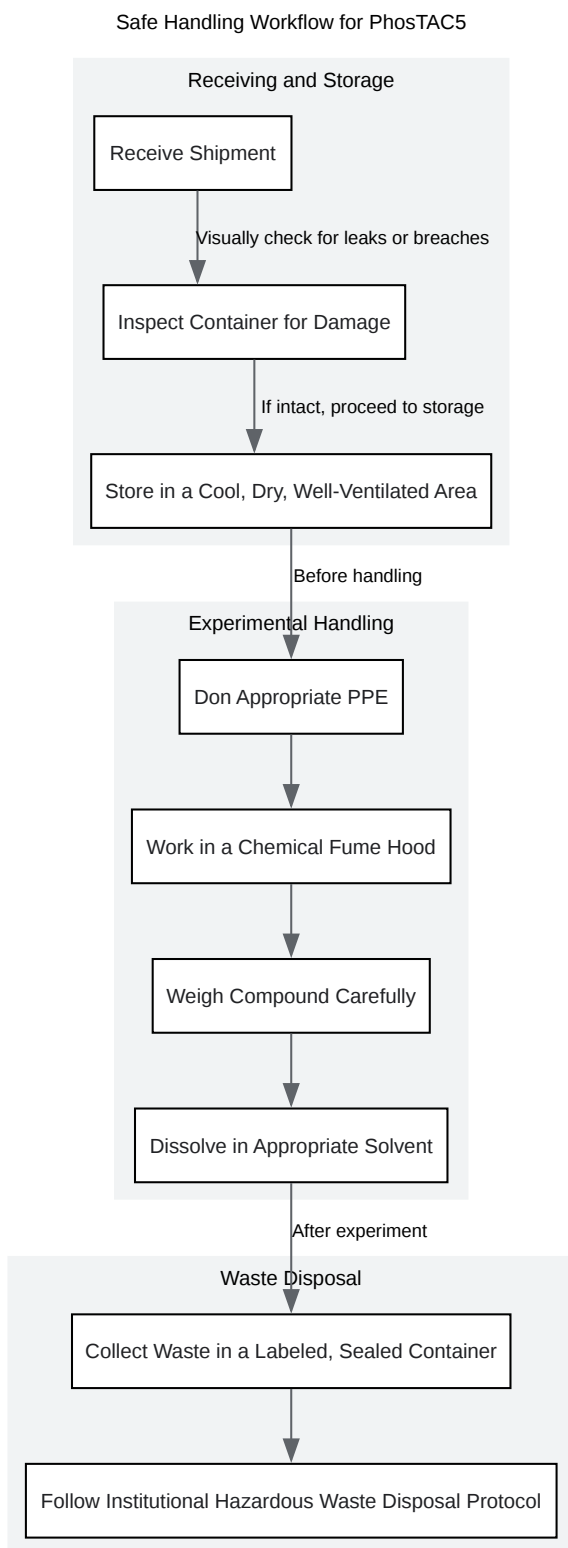 Safe Handling Workflow for PhosTAC5
Receiving and Storage
Receive Shipment
Visually check for leaks or breaches
Inspect Container for Damage
If intact, proceed to storage
Store in a Cool, Dry, Well-Ventilated Area
Before handling
Experimental Handling
Don Appropriate PPE
Work in a Chemical Fume Hood
Weigh Compound Carefully
Dissolve in Appropriate Solvent
After experiment
Waste Disposal
Collect Waste in a Labeled, Sealed Container
Follow Institutional Hazardous Waste Disposal Protocol